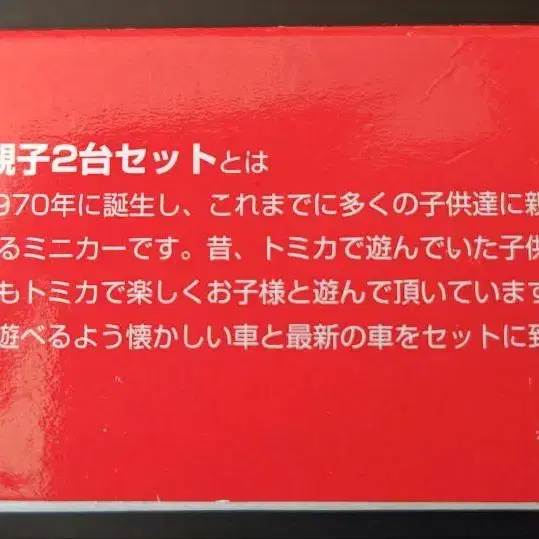 親子2台セットとは
970年に誕生し、これまでに多くの子供達に親
るミニカーです。昔、トミカで遊んでいた子供
もトミカで楽しくお子様と遊んで頂いています
遊べるよう懐かしい車と最新の車をセットに致